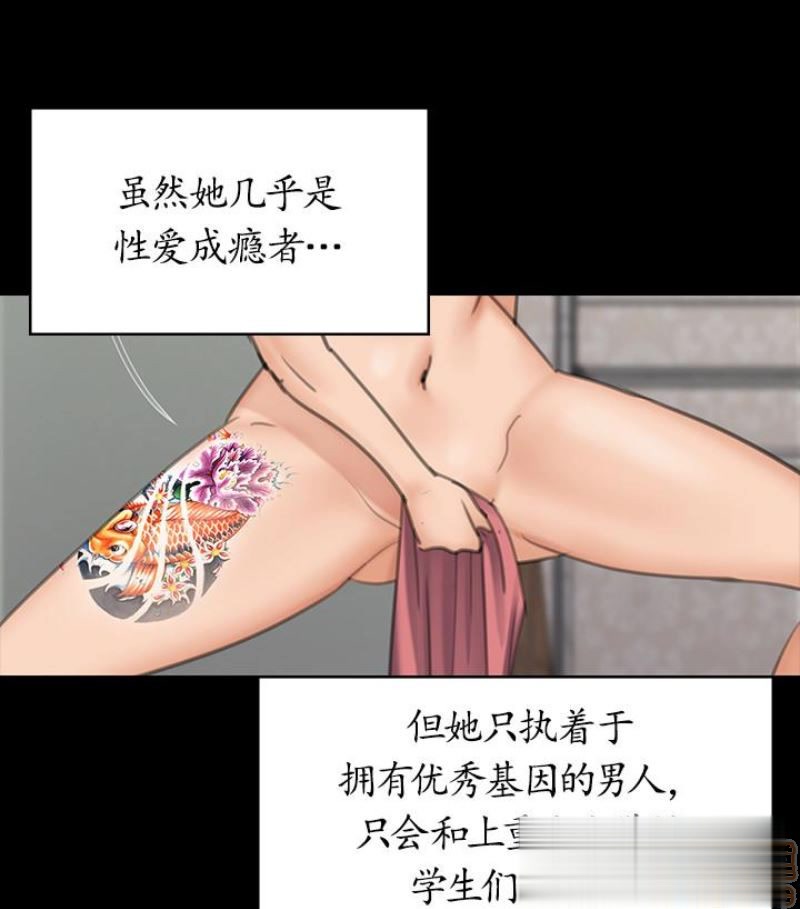 虽然她几乎是
性爱成瘾者…
但她只执着于
拥有优秀基因的男人,
只会和上重
学生们